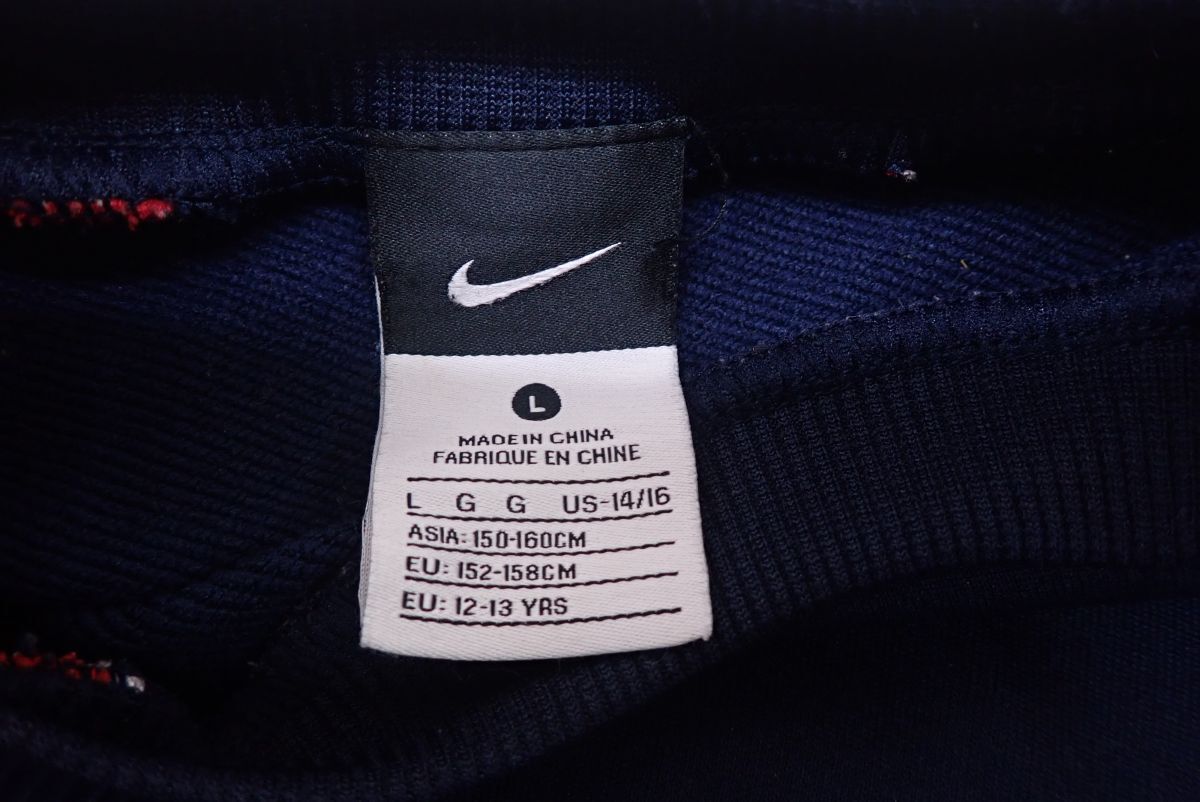 L
MADE IN CHINA
FABRIQUE EN CHINE
L G G US-14/16
ASIA: 150-160CM
EU: 152-158CM
EU: 12-13 YRS